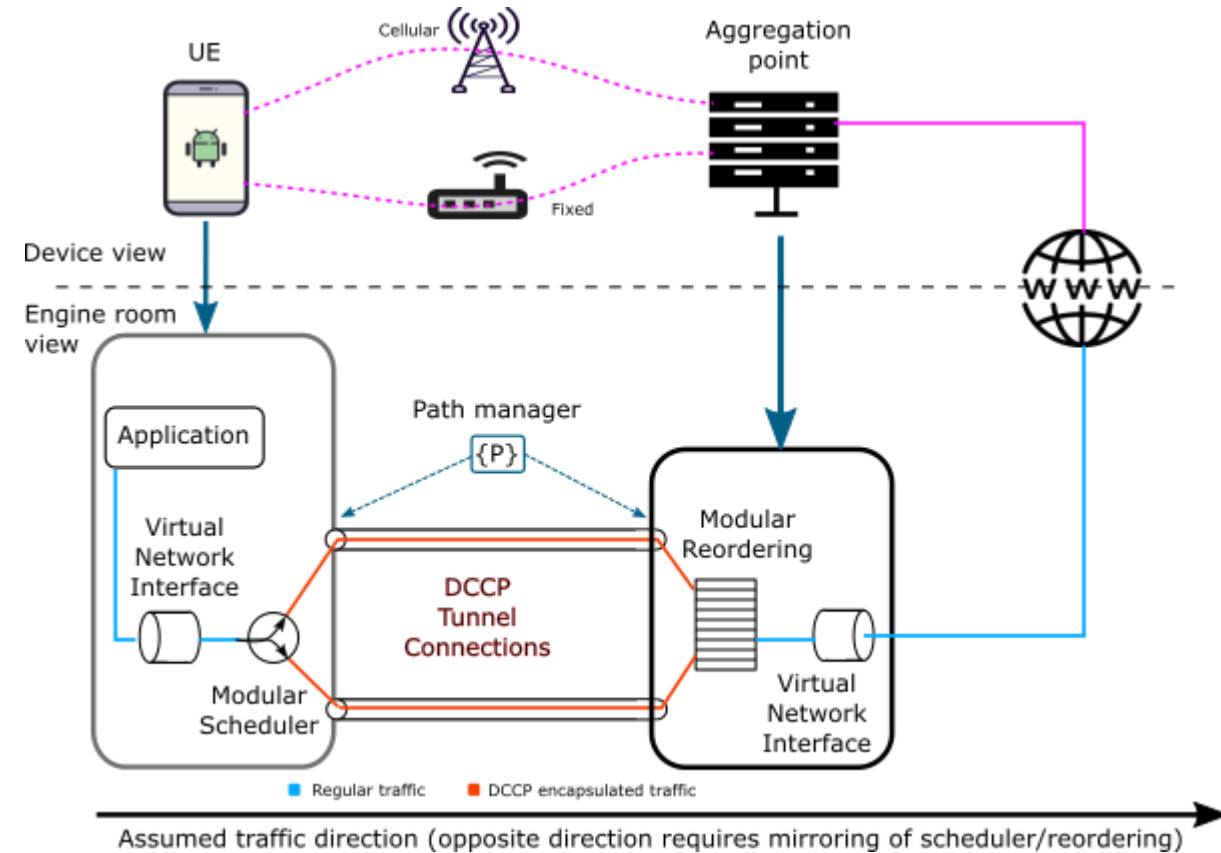 UE
Cellular
Aggregation
point
Fixed
Device view
WWW
Engine room
view
Path manager
{P}
Application
Virtual
Network
Interface
Modular
Reordering
DCCP
Tunnel
Connections
Modular
Scheduler
Virtual
Network
Interface
Regular traffic
DCCP encapsulated traffic
Assumed traffic direction (opposite direction requires mirroring of scheduler/reordering)